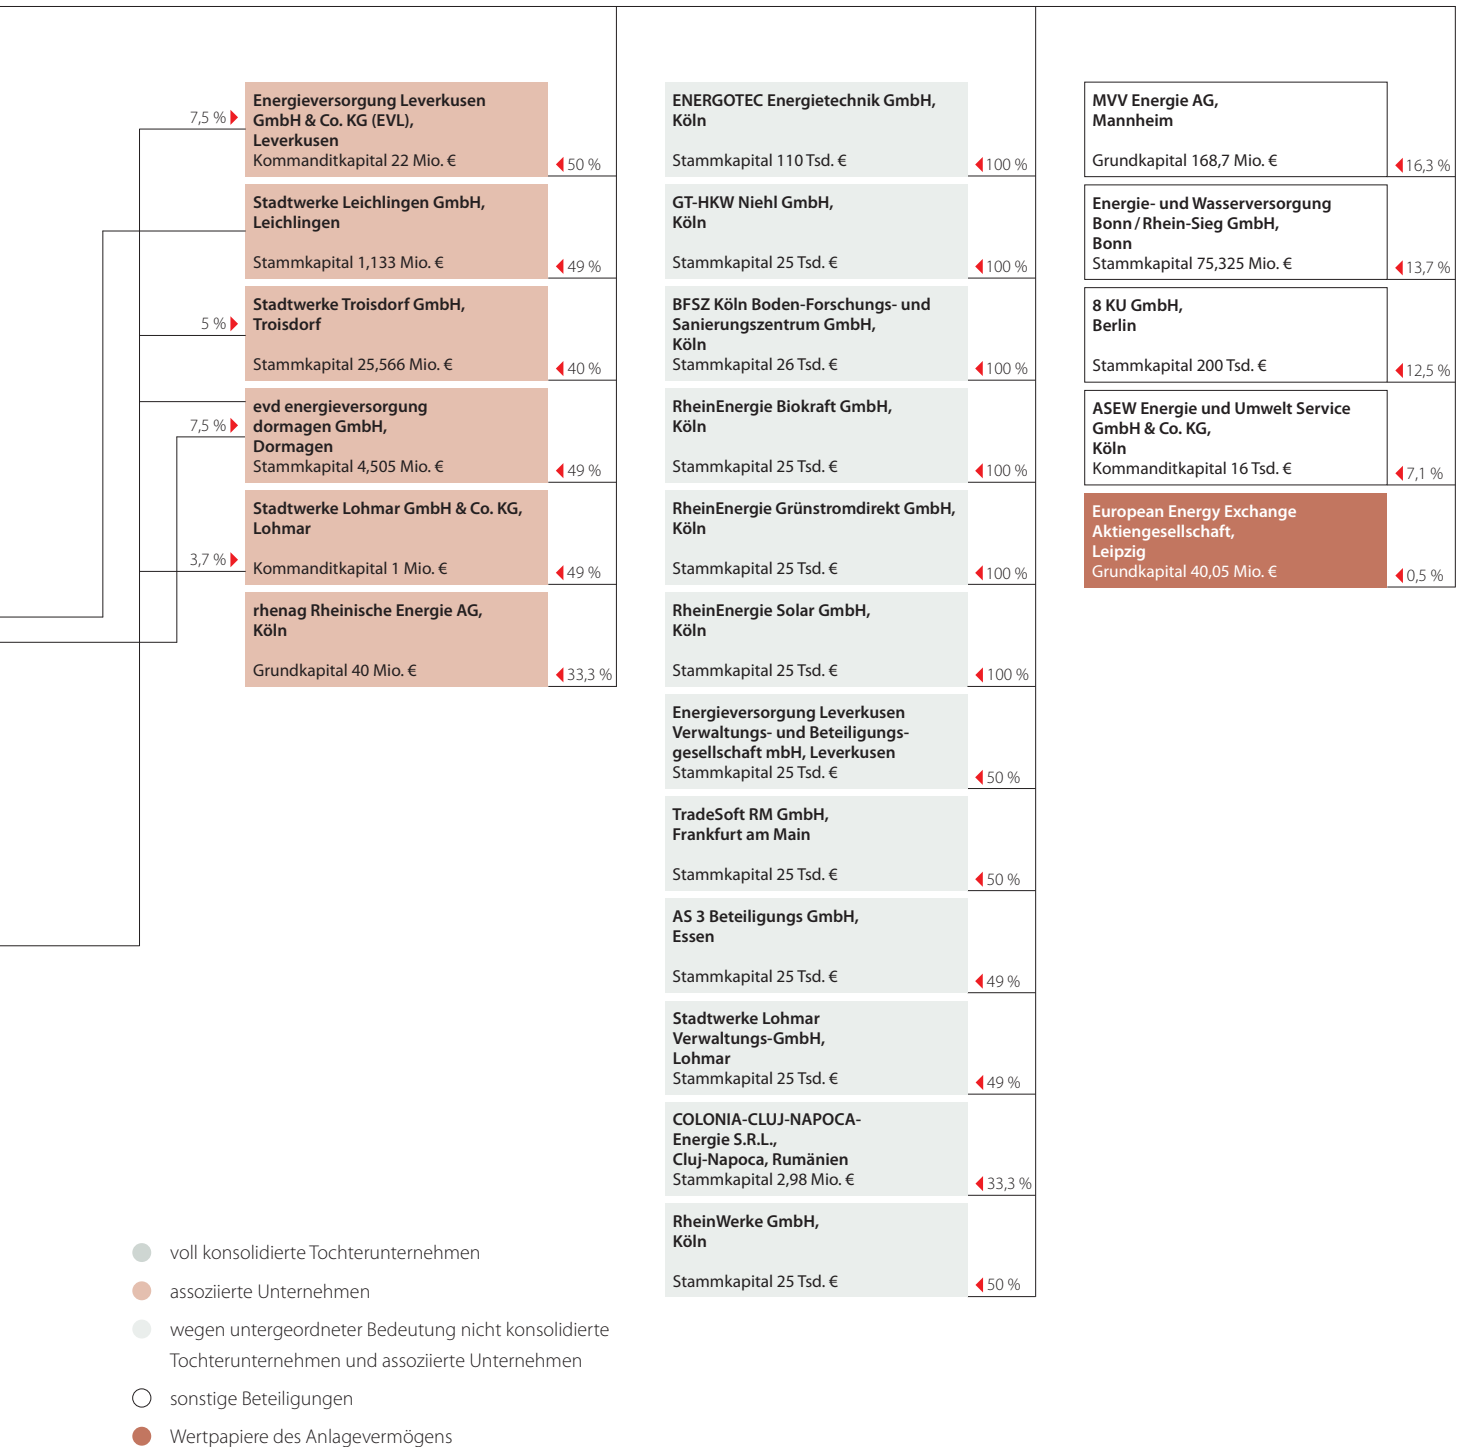 7,5 %
Energieversorgung Leverkusen
GmbH & Co. KG (EVL),
Leverkusen
Kommanditkapital 22 Mio. €
50 %
Stadtwerke Leichlingen GmbH,
Leichlingen
Stammkapital 1,133 Mio. €
49 %
5 %
Stadtwerke Troisdorf GmbH,
Troisdorf
Stammkapital 25,566 Mio. €
40 %
7,5 %
evd energieversorgung
dormagen GmbH,
Dormagen
Stammkapital 4,505 Mio. €
49 %
3,7 %
Stadtwerke Lohmar GmbH & Co. KG,
Lohmar
Kommanditkapital 1 Mio. €
49 %
rhenag Rheinische Energie AG,
Köln
Grundkapital 40 Mio. €
33,3 %
ENERGOTEC Energietechnik GmbH,
Köln
Stammkapital 110 Tsd. €
100 %
GT-HKW Niehl GmbH,
Köln
Stammkapital 25 Tsd. €
100 %
BFSZ Köln Boden-Forschungs- und
Sanierungszentrum GmbH,
Köln
Stammkapital 26 Tsd. €
100 %
RheinEnergie Biokraft GmbH,
Köln
Stammkapital 25 Tsd. €
100 %
RheinEnergie Grünstromdirekt GmbH,
Köln
Stammkapital 25 Tsd. €
100 %
RheinEnergie Solar GmbH,
Köln
Stammkapital 25 Tsd. €
100 %
Energieversorgung Leverkusen
Verwaltungs- und Beteiligungs-
gesellschaft mbH, Leverkusen
Stammkapital 25 Tsd. €
50 %
TradeSoft RM GmbH,
Frankfurt am Main
Stammkapital 25 Tsd. €
50 %
AS 3 Beteiligungs GmbH,
Essen
Stammkapital 25 Tsd. €
49 %
Stadtwerke Lohmar
Verwaltungs-GmbH,
Lohmar
Stammkapital 25 Tsd. €
49 %
COLONIA-CLUJ-NAPOCA-
Energie S.R.L.,
Cluj-Napoca, Rumänien
Stammkapital 2,98 Mio. €
33,3 %
RheinWerke GmbH,
Köln
Stammkapital 25 Tsd. €
50 %
MVV Energie AG,
Mannheim
Grundkapital 168,7 Mio. €
16,3 %
Energie- und Wasserversorgung
Bonn / Rhein-Sieg GmbH,
Bonn
Stammkapital 75,325 Mio. €
13,7 %
8 KU GmbH,
Berlin
Stammkapital 200 Tsd. €
12,5 %
ASEW Energie und Umwelt Service
GmbH & Co. KG,
Köln
Kommanditkapital 16 Tsd. €
7,1 %
European Energy Exchange
Aktiengesellschaft,
Leipzig
Grundkapital 40,05 Mio. €
0,5 %
voll konsolidierte Tochterunternehmen
assoziierte Unternehmen
wegen untergeordneter Bedeutung nicht konsolidierte
Tochterunternehmen und assoziierte Unternehmen
sonstige Beteiligungen
Wertpapiere des Anlagevermögens